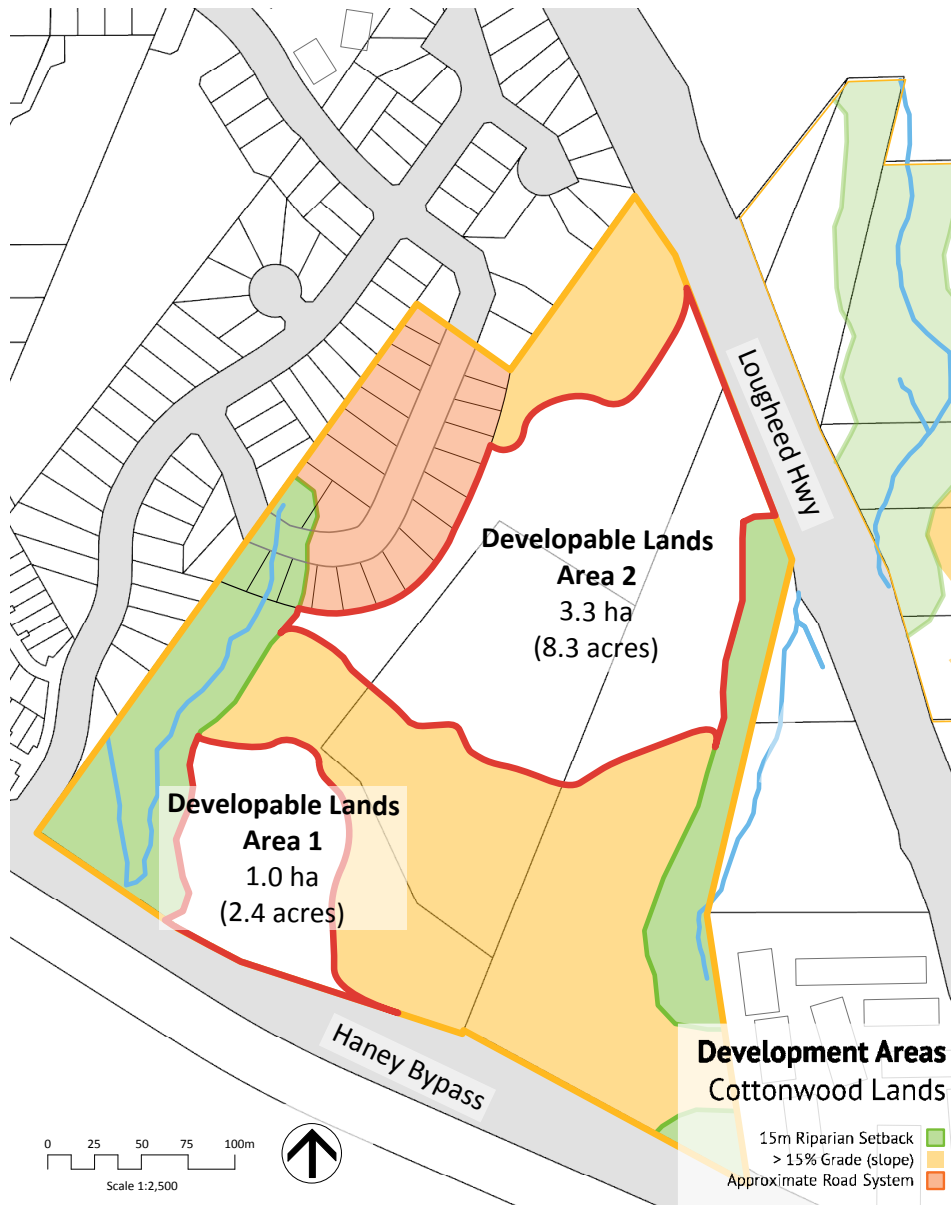 Lougheed Hwy
Developable Lands
Area 2
3.3 ha
(8.3 acres)
Developable Lands
Area 1
1.0 ha
(2.4 acres)
Haney Bypass
Development Areas
Cottonwood Lands
15m Riparian Setback
> 15% Grade (slope)
Approximate Road System
0 25 50 75 100m
Scale 1:2,500